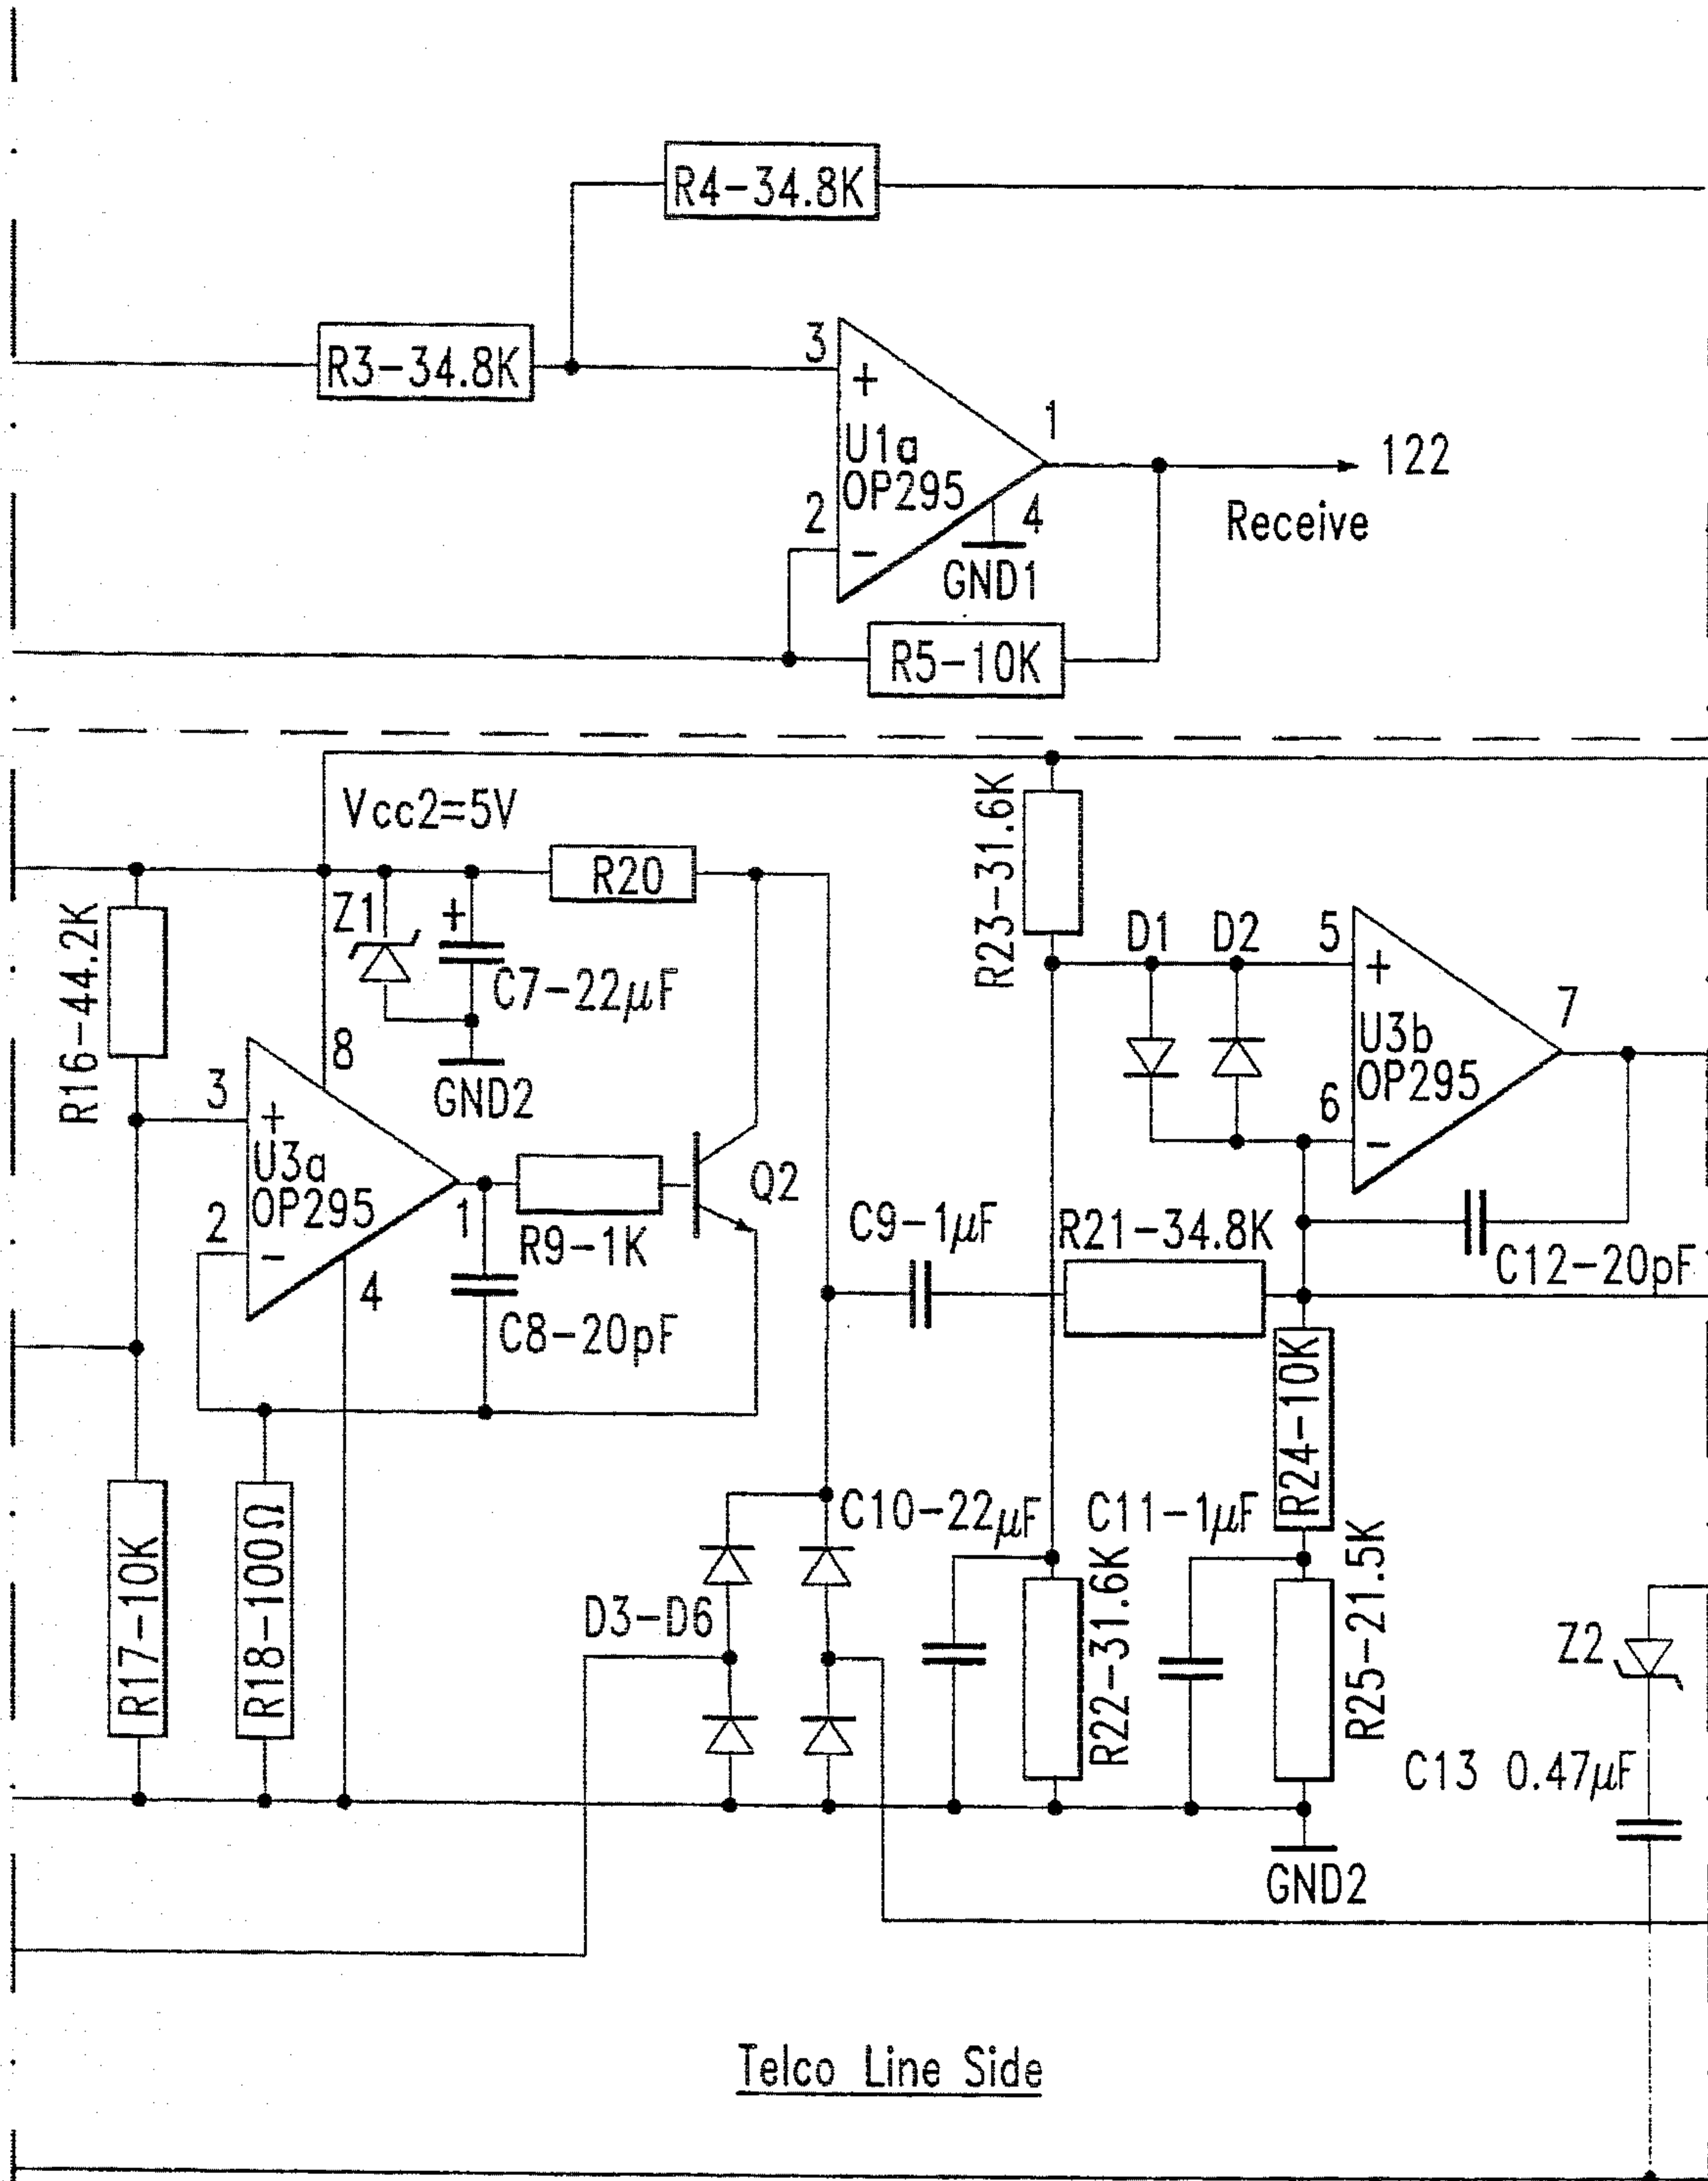 R4-34.8K
R3-34.8K
3
+
U1a
OP295
1
122
Receive
2
-
4
GND1
R5-10K
Vcc2=5V
R20
R23-31.6K
Z1
+
C7-22µF
GND2
R16-44.2K
D1
D2
5
+
U3b
OP295
7
6
-
8
3
+
U3a
OP295
2
-
1
4
R9-1K
Q2
C8-20pF
C9-1µF
R21-34.8K
C12-20pF
R24-10K
R17-10K
R18-100Ω
C10-22µF
C11-1µF
D3-D6
R22-31.6K
R25-21.5K
Z2
C13 0.47µF
GND2
Telco Line Side